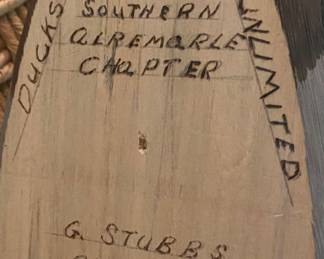 DUCKS
SOUTHERN
ALREMARLE
CHAPTER
UNLIMITED
G. STUBBS